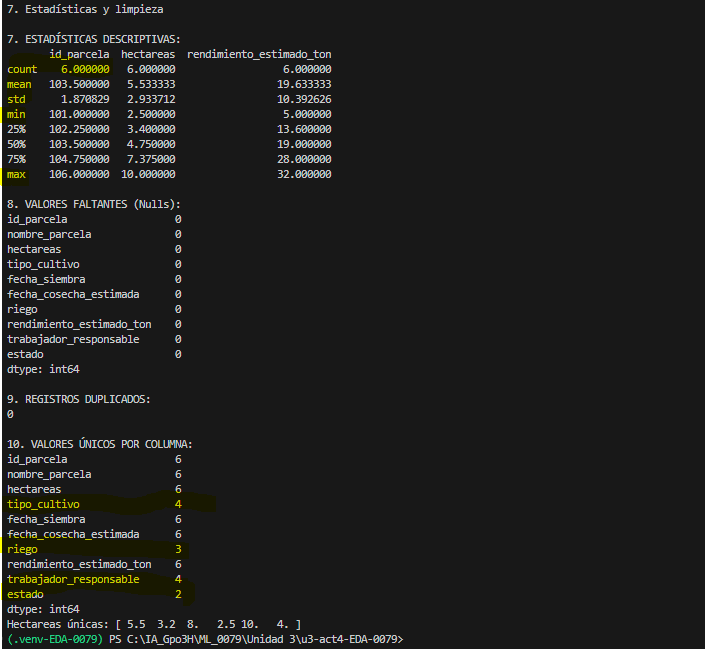 7. Estadísticas y limpieza
7. ESTADÍSTICAS DESCRIPTIVAS:
id_parcela hectareas rendimiento_estimado_ton
count 6.000000 6.000000 6.000000
mean 103.500000 5.533333 19.633333
std 1.870829 2.933712 10.392626
min 101.000000 2.500000 5.000000
25% 102.250000 3.400000 13.600000
50% 103.500000 4.750000 19.000000
75% 104.750000 7.375000 28.000000
max 106.000000 10.000000 32.000000
8. VALORES FALTANTES (Nulls):
id_parcela 0
nombre_parcela 0
hectareas 0
tipo_cultivo 0
fecha_siembra 0
fecha_cosecha_estimada 0
riego 0
rendimiento_estimado_ton 0
trabajador_responsable 0
estado 0
dtype: int64
9. REGISTROS DUPLICADOS:
0
10. VALORES ÚNICOS POR COLUMNA:
id_parcela 6
nombre_parcela 6
hectareas 6
tipo_cultivo 4
fecha_siembra 6
fecha_cosecha_estimada 6
riego 3
rendimiento_estimado_ton 6
trabajador_responsable 4
estado 2
dtype: int64
Hectareas únicas: [ 5.5 3.2 8. 2.5 10. 4. ]
(.venv-EDA-0079) PS C:\IA_Gpo3H\ML_0079\Unidad 3\u3-act4-EDA-0079>